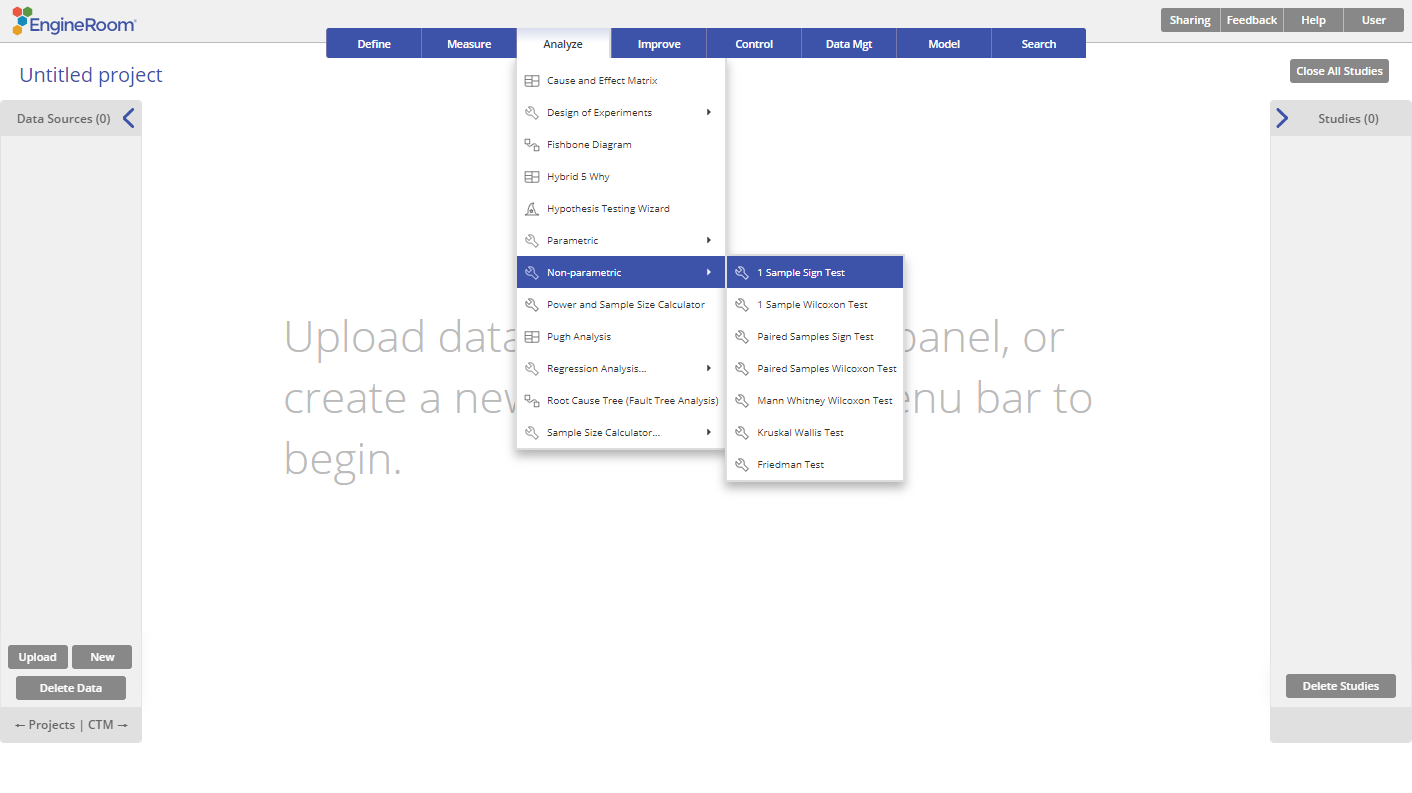 EngineRoom
Sharing Feedback Help User
Define Measure Analyze Improve Control Data Mgt Model Search
Untitled project
Close All Studies
Data Sources (0)
Studies (0)
Cause and Effect Matrix
Design of Experiments
Fishbone Diagram
Hybrid 5 Why
Hypothesis Testing Wizard
Parametric
Non-parametric
Power and Sample Size Calculator
Pugh Analysis
Regression Analysis...
Root Cause Tree (Fault Tree Analysis)
Sample Size Calculator...
1 Sample Sign Test
1 Sample Wilcoxon Test
Paired Samples Sign Test
Paired Samples Wilcoxon Test
Mann Whitney Wilcoxon Test
Kruskal Wallis Test
Friedman Test
Upload data panel, or
create a new bar to
begin.
Upload New
Delete Data
← Projects | CTM →
Delete Studies